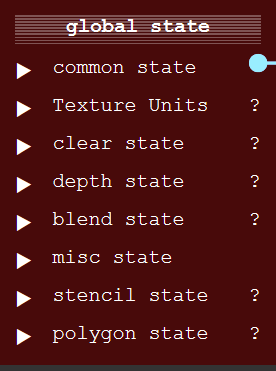 global state
common state
Texture Units ?
clear state ?
depth state ?
blend state ?
misc state
stencil state ?
polygon state ?